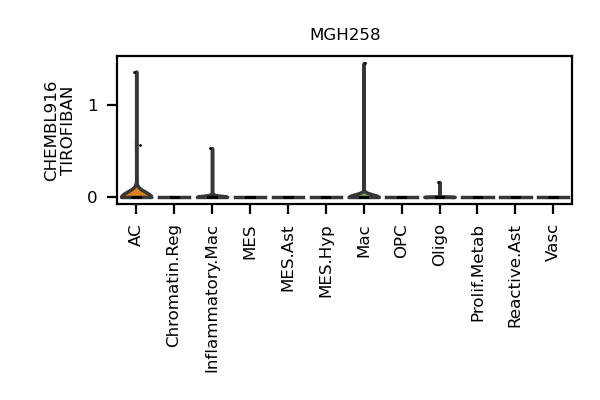 MGH258
CHEMBL916
TIROFIBAN
1
0
AC
Chromatin.Reg
Inflammatory.Mac
MES
MES.Ast
MES.Hyp
Mac
OPC
Oligo
Prolif.Metab
Reactive.Ast
Vasc